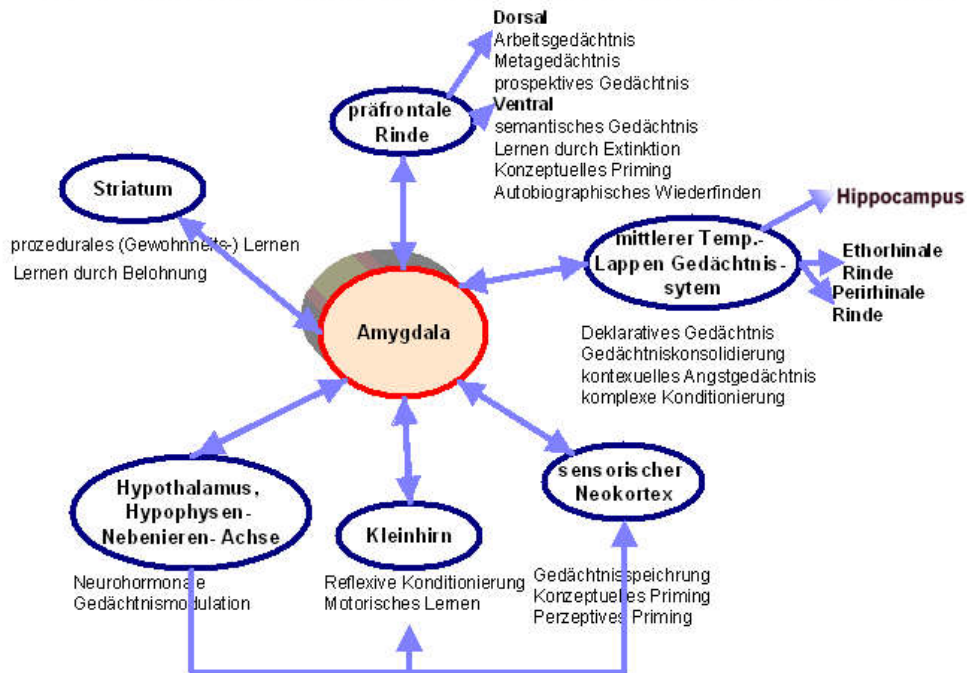 Dorsal
Arbeitsgedächtnis
Metagedächtnis
prospektives Gedächtnis
Ventral
semantisches Gedächtnis
Lernen durch Extinktion
Konzeptuelles Priming
Autobiographisches Wiederfinden
präfrontale
Rinde
Striatum
prozedurales (Gewohnheits-) Lernen
Lernen durch Belohnung
Hippocampus
mittlerer Temp.-
Lappen Gedächtnis-
sytem
Ethorhinale
Rinde
Perirhinale
Rinde
Deklaratives Gedächtnis
Gedächtniskonsolidierung
kontexuelles Angstgedächtnis
komplexe Konditionierung
Amygdala
Hypothalamus,
Hypophysen-
Nebenieren- Achse
Neurohormonale
Gedächtnismodulation
Kleinhirn
Reflexive Konditionierung
Motorisches Lernen
sensorischer
Neokortex
Gedächtnisspeichrung
Konzeptuelles Priming
Perzeptives Priming